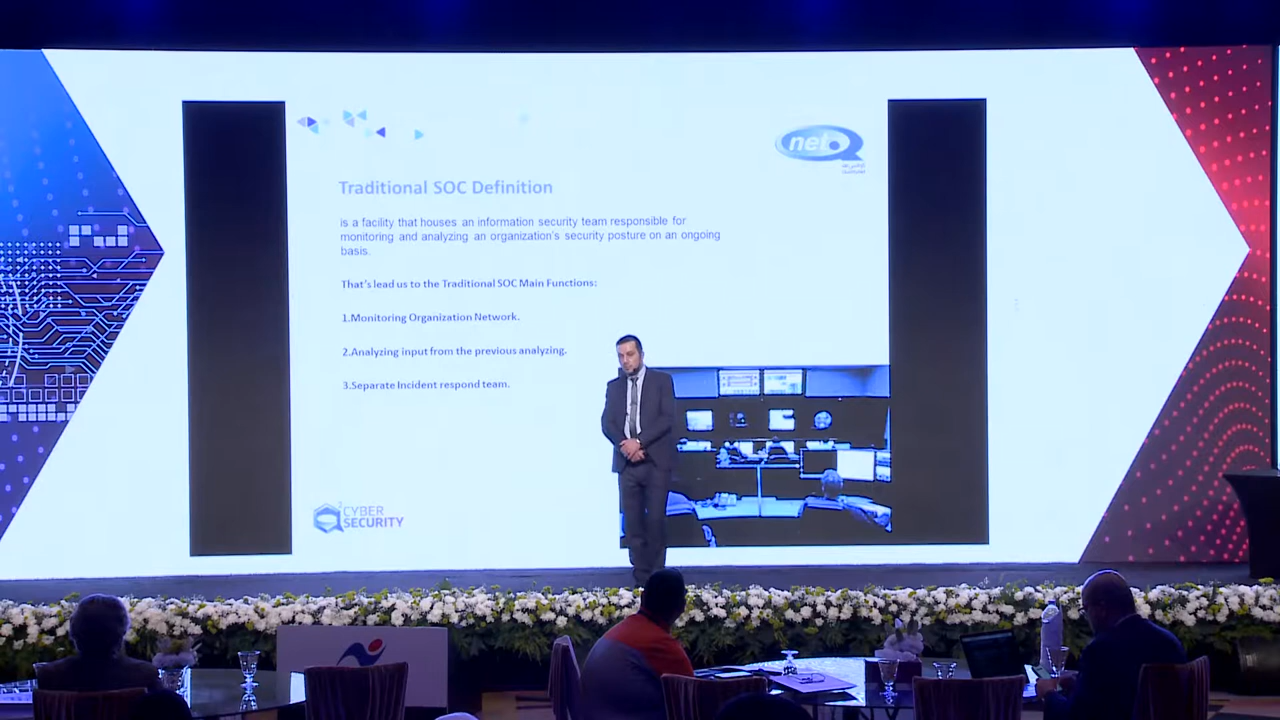 net
Traditional SOC Definition
is a facility that houses an information security team responsible for
monitoring and analyzing an organization's security posture on an ongoing
basis.
That's lead us to the Traditional SOC Main Functions:
1.Monitoring Organization Network.
2.Analyzing input from the previous analyzing.
3.Separate Incident respond team.
CYBER
SECURITY